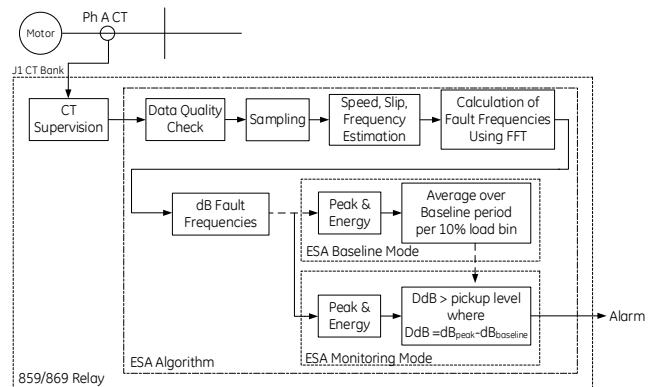 Ph A CT
Motor
J1 CT Bank
CT
Supervision
Data Quality
Check
Sampling
Speed, Slip,
Frequency
Estimation
Calculation of
Fault Frequencies
Using FFT
dB Fault
Frequencies
Peak &
Energy
Average over
Baseline period
per 10% load bin
ESA Baseline Mode
Peak &
Energy
DdB > pickup level
where
DdB =dBpeak-dBbaseline
Alarm
ESA Monitoring Mode
ESA Algorithm
859/869 Relay